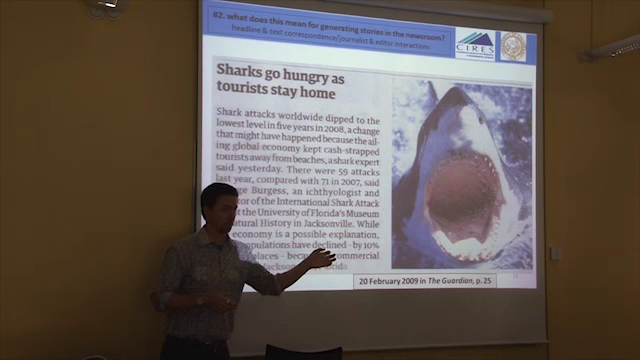 #2. what does this mean for generating stories in the newsroom?
headline & text correspondence/journalist & editor interactions
CIRES
Sharks go hungry as
tourists stay home
Shark attacks worldwide dipped to the
lowest level in five years in 2008, a change
that might have happened because the ail-
ing global economy kept cash-strapped
tourists away from beaches, a shark expert
said yesterday. There were 59 attacks
last year, compared with 71 in 2007, said
ge Burgess, an ichthyologist and
tor of the International Shark Attack
t the University of Florida's Museum
atural History in Jacksonville. While
economy is a possible explanation,
populations have declined - by 10%
places - beca commercial
20 February 2009 in The Guardian, p. 25